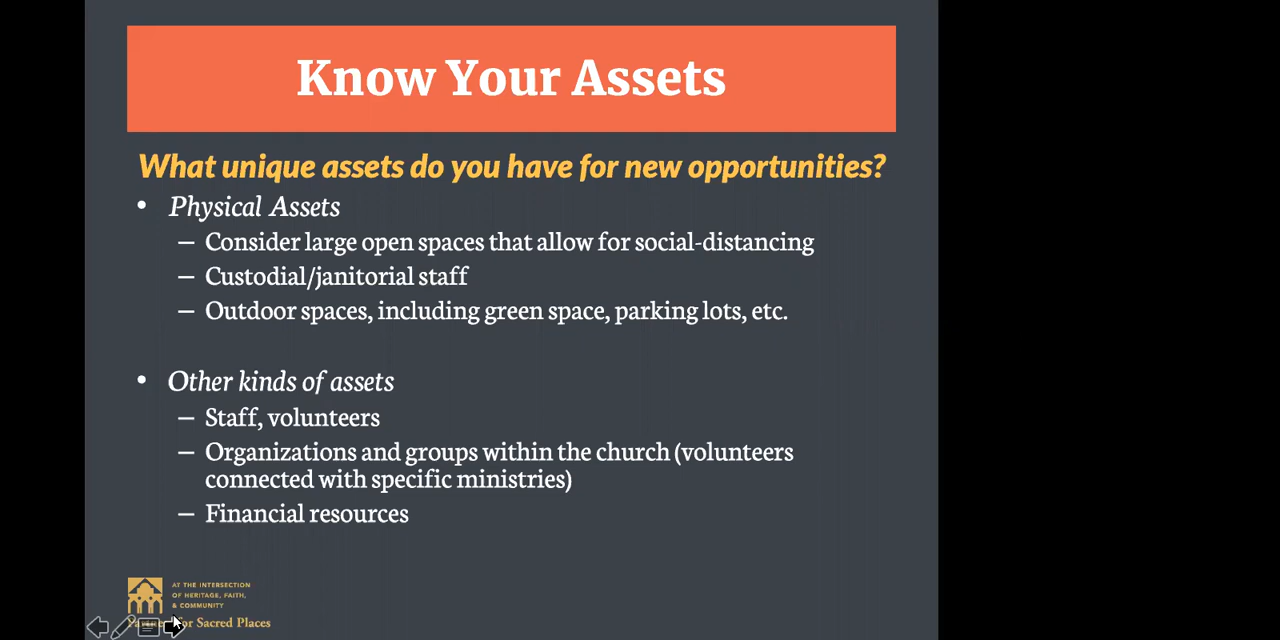 Know Your Assets
What unique assets do you have for new opportunities?
• Physical Assets
– Consider large open spaces that allow for social-distancing
– Custodial/janitorial staff
– Outdoor spaces, including green space, parking lots, etc.
• Other kinds of assets
– Staff, volunteers
– Organizations and groups within the church (volunteers
connected with specific ministries)
– Financial resources
AT THE INTERSECTION
OF HERITAGE, FAITH,
& COMMUNITY
for Sacred Places